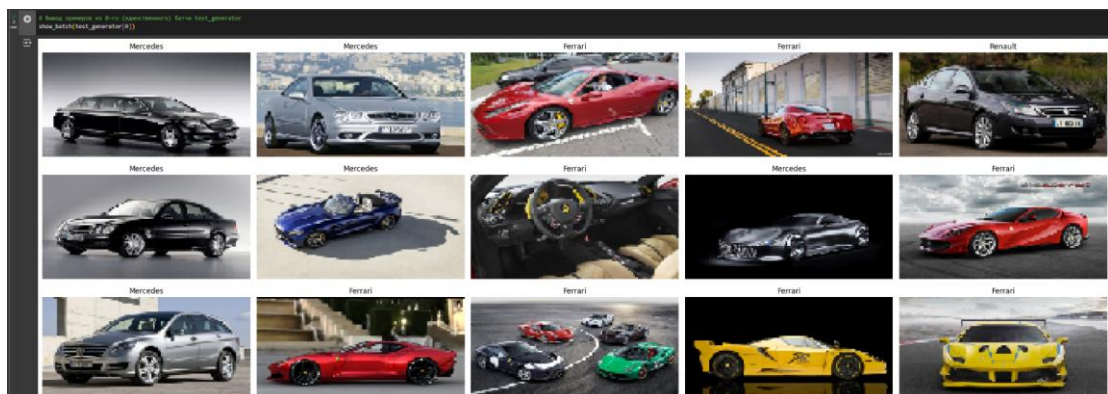 # Вывод примеров из 0-го (единственного) батча test_generator
show_batch(test_generator[0])
Mercedes Mercedes Ferrari Ferrari Renault
Mercedes Ferrari Ferrari Mercedes Ferrari
Mercedes Ferrari Ferrari Ferrari Ferrari